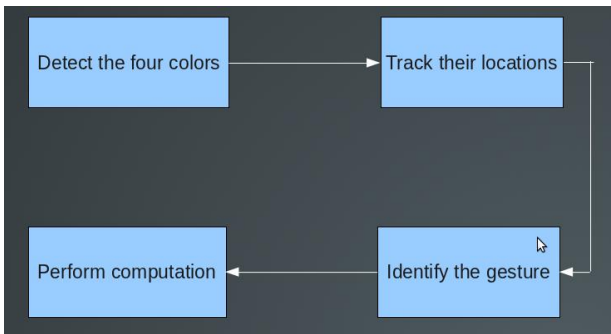 Detect the four colors
Track their locations
Identify the gesture
Perform computation